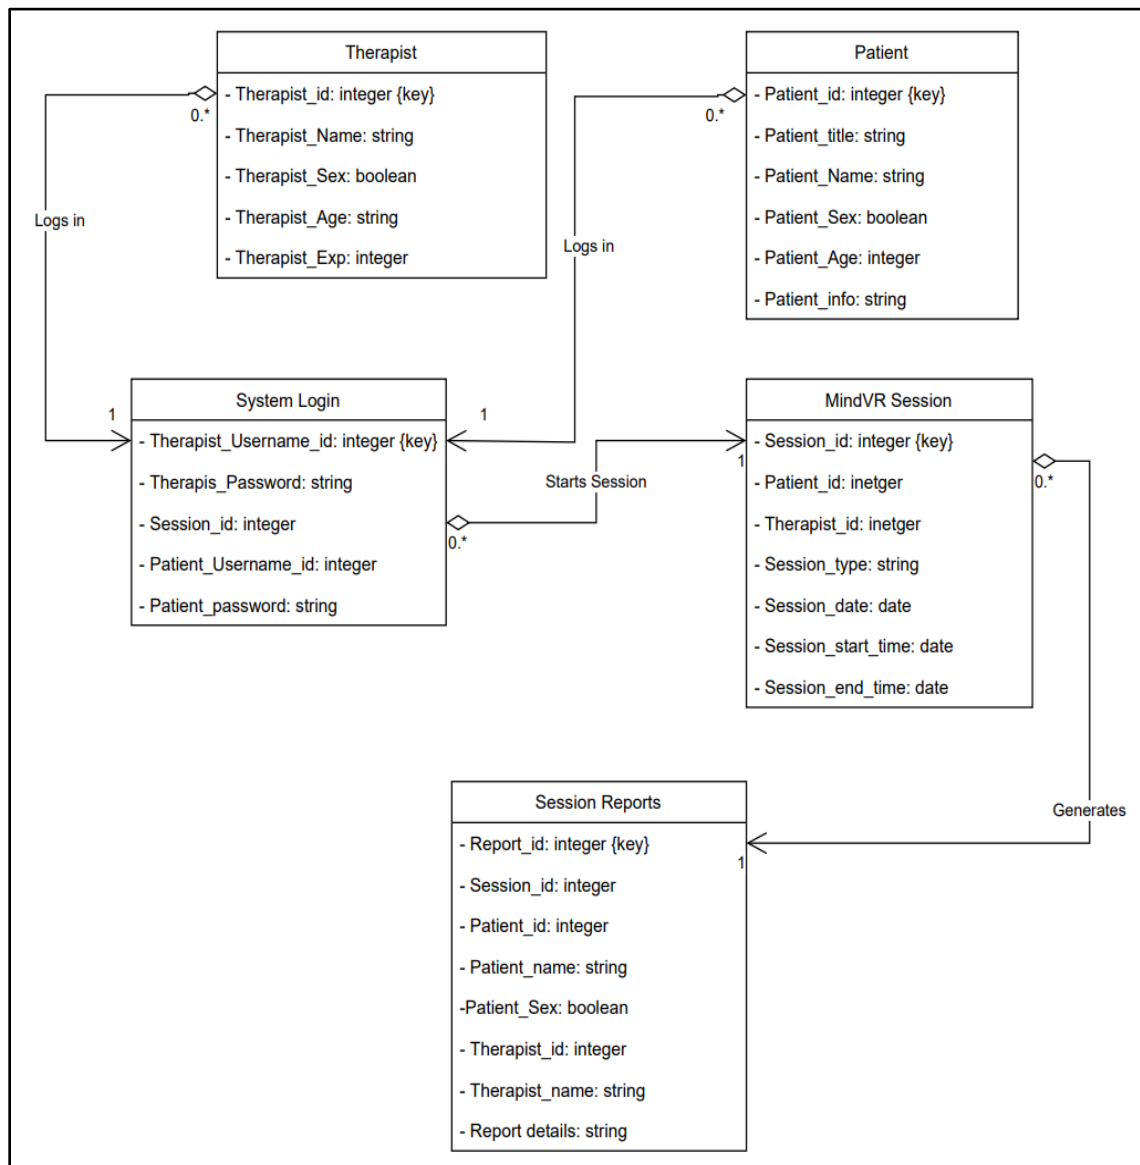 Therapist
- Therapist_id: integer {key}
- Therapist_Name: string
- Therapist_Sex: boolean
- Therapist_Age: string
- Therapist_Exp: integer
0.*
Logs in
Patient
- Patient_id: integer {key}
- Patient_title: string
- Patient_Name: string
- Patient_Sex: boolean
- Patient_Age: integer
- Patient_info: string
0.*
Logs in
1
1
System Login
- Therapist_Username_id: integer {key}
- Therapis_Password: string
- Session_id: integer
- Patient_Username_id: integer
- Patient_password: string
0.*
Starts Session
1
MindVR Session
- Session_id: integer {key}
- Patient_id: inetger
- Therapist_id: inetger
- Session_type: string
- Session_date: date
- Session_start_time: date
- Session_end_time: date
0.*
Generates
1
Session Reports
- Report_id: integer {key}
- Session_id: integer
- Patient_id: integer
- Patient_name: string
-Patient_Sex: boolean
- Therapist_id: integer
- Therapist_name: string
- Report details: string